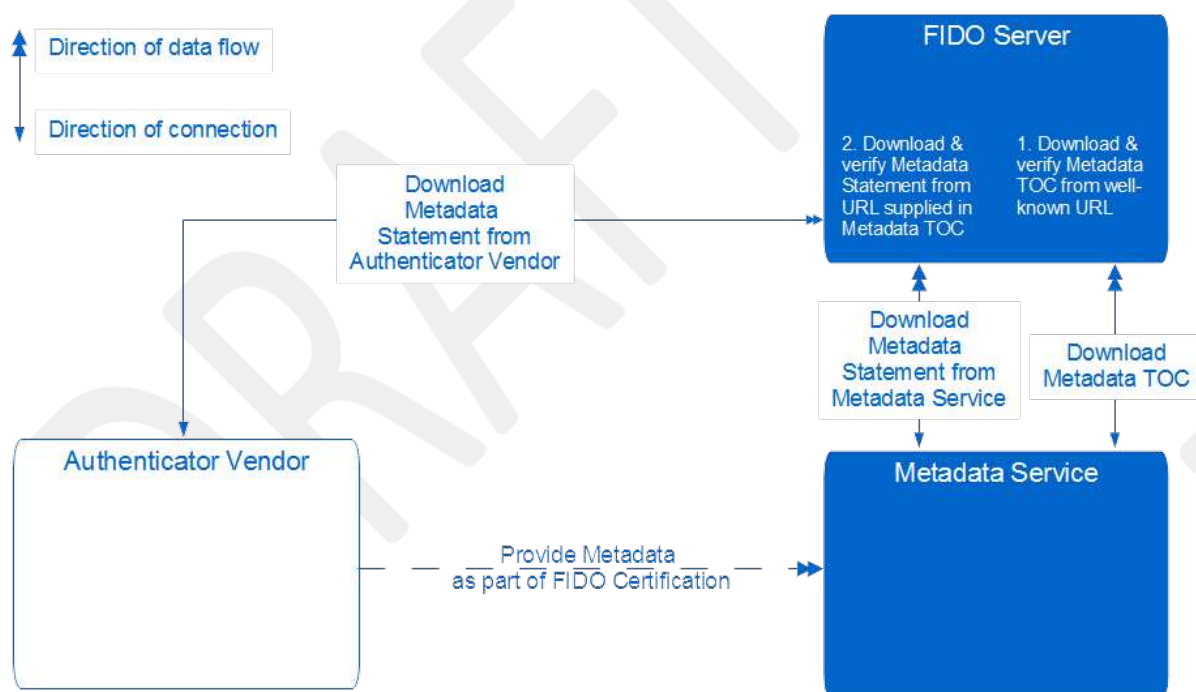 DRAFT
Direction of data flow
Direction of connection
FIDO Server
2. Download &
verify Metadata
Statement from
URL supplied in
Metadata TOC
1. Download &
verify Metadata
TOC from well-
known URL
Download
Metadata
Statement from
Authenticator Vendor
Download
Metadata
Statement from
Metadata Service
Download
Metadata TOC
Authenticator Vendor
Metadata Service
Provide Metadata
as part of FIDO Certification